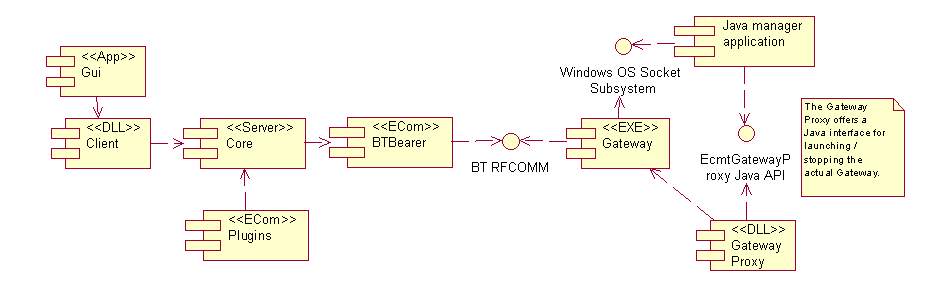 <<App>>
Gui
<<DLL>>
Client
<<Server>>
Core
<<ECom>>
Plugins
<<ECom>>
BTBearer
BT RFCOMM
<<EXE>>
Gateway
Windows OS Socket
Subsystem
Java manager
application
EcmtGatewayP
roxy Java API
<<DLL>>
Gateway
Proxy
The Gateway
Proxy offers a
Java interface for
launching /
stopping the
actual Gateway.